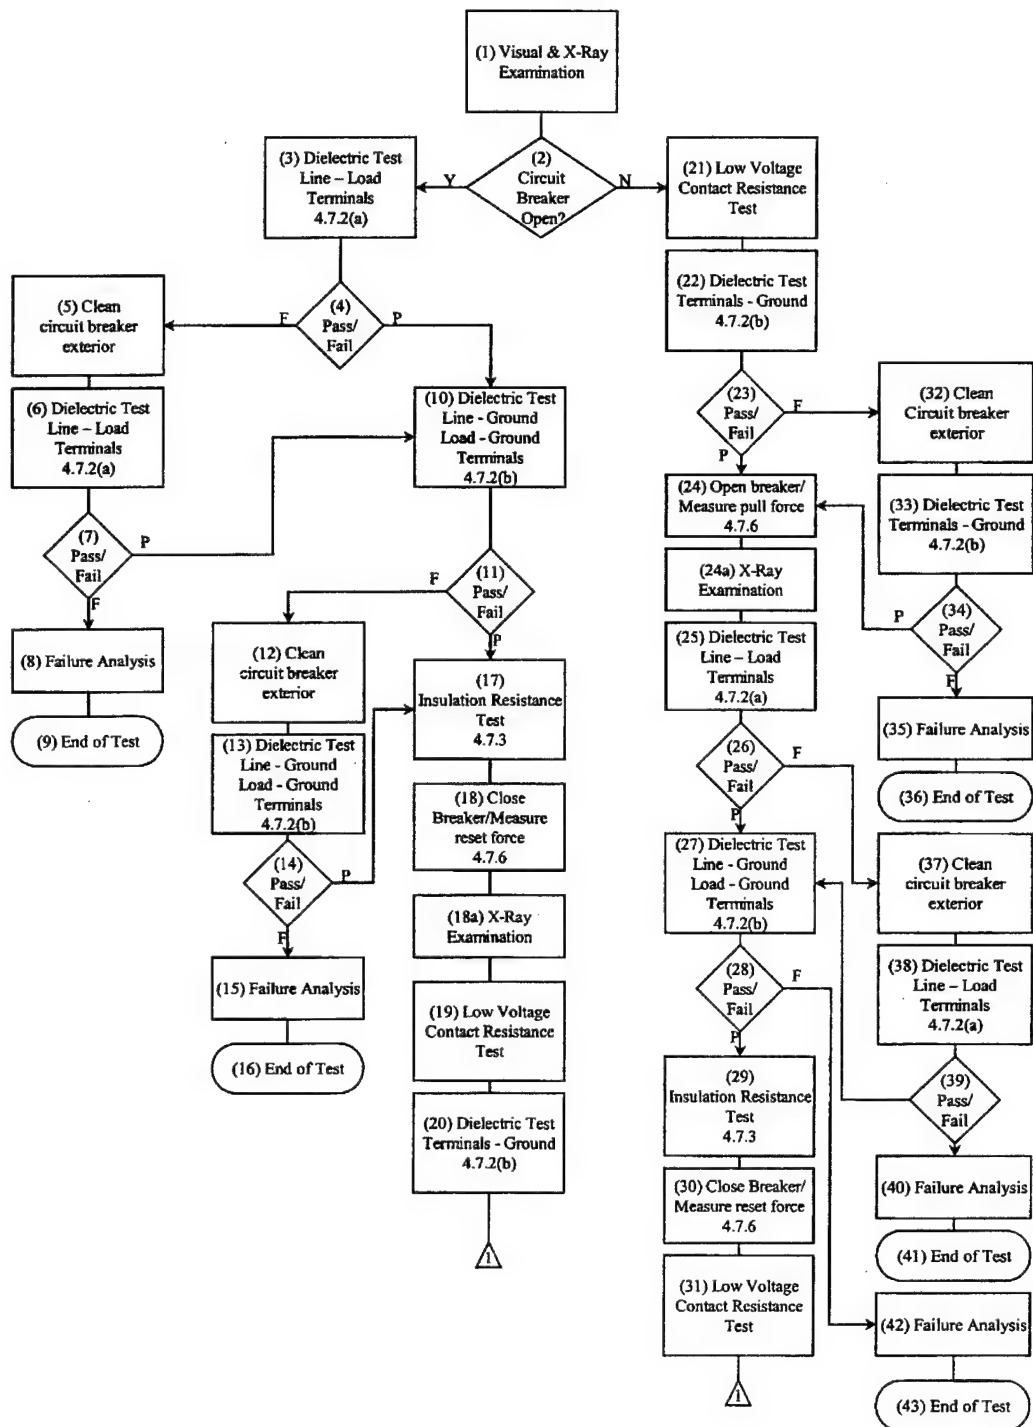 (1) Visual & X-Ray
Examination
(2)
Circuit
Breaker
Open?
Y
N
(3) Dielectric Test
Line – Load
Terminals
4.7.2(a)
(4)
Pass/
Fail
F
P
(5) Clean
circuit breaker
exterior
(6) Dielectric Test
Line – Load
Terminals
4.7.2(a)
(7)
Pass/
Fail
P
F
(8) Failure Analysis
(9) End of Test
(10) Dielectric Test
Line - Ground
Load - Ground
Terminals
4.7.2(b)
(11)
Pass/
Fail
F
P
(12) Clean
circuit breaker
exterior
(13) Dielectric Test
Line - Ground
Load - Ground
Terminals
4.7.2(b)
(14)
Pass/
Fail
P
F
(15) Failure Analysis
(16) End of Test
(17)
Insulation Resistance
Test
4.7.3
(18) Close
Breaker/Measure
reset force
4.7.6
(18a) X-Ray
Examination
(19) Low Voltage
Contact Resistance
Test
(20) Dielectric Test
Terminals - Ground
4.7.2(b)
1
(21) Low Voltage
Contact Resistance
Test
(22) Dielectric Test
Terminals - Ground
4.7.2(b)
(23)
Pass/
Fail
F
P
(24) Open breaker/
Measure pull force
4.7.6
(24a) X-Ray
Examination
(25) Dielectric Test
Line – Load
Terminals
4.7.2(a)
(26)
Pass/
Fail
F
P
(27) Dielectric Test
Line - Ground
Load - Ground
Terminals
4.7.2(b)
(28)
Pass/
Fail
F
P
(29)
Insulation Resistance
Test
4.7.3
(30) Close Breaker/
Measure reset force
4.7.6
(31) Low Voltage
Contact Resistance
Test
1
(32) Clean
Circuit breaker
exterior
(33) Dielectric Test
Terminals - Ground
4.7.2(b)
(34)
Pass/
Fail
P
F
(35) Failure Analysis
(36) End of Test
(37) Clean
circuit breaker
exterior
(38) Dielectric Test
Line – Load
Terminals
4.7.2(a)
(39)
Pass/
Fail
(40) Failure Analysis
(41) End of Test
(42) Failure Analysis
(43) End of Test